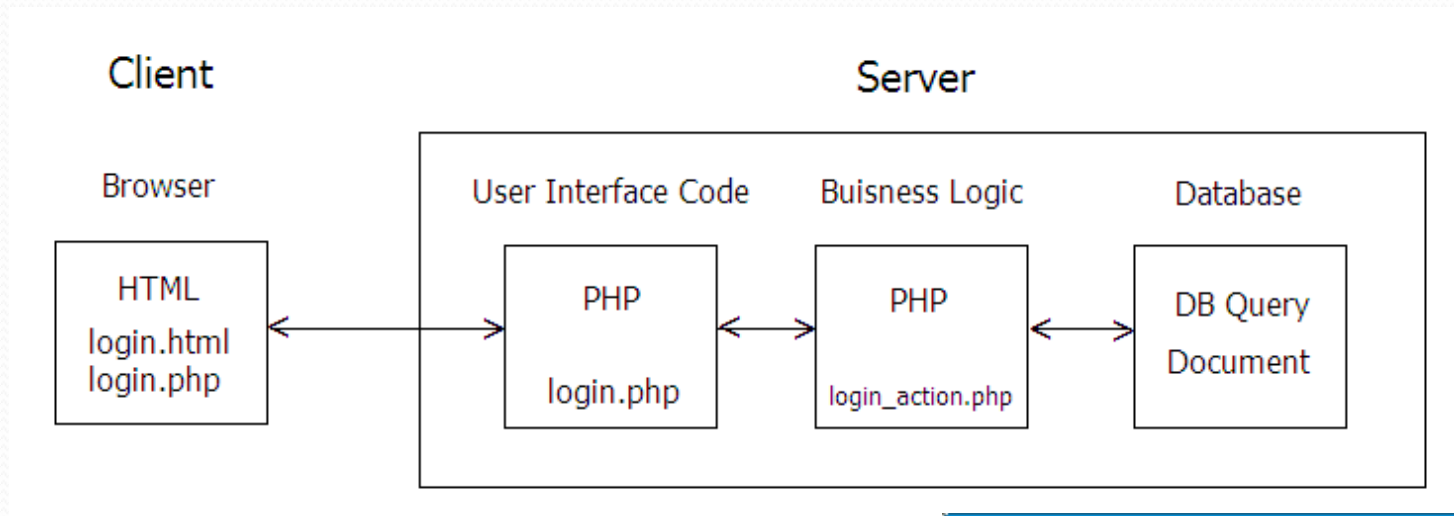 Client
Server
Browser
User Interface Code
Buisness Logic
Database
HTML
login.html
login.php
PHP
login.php
PHP
login_action.php
DB Query
Document